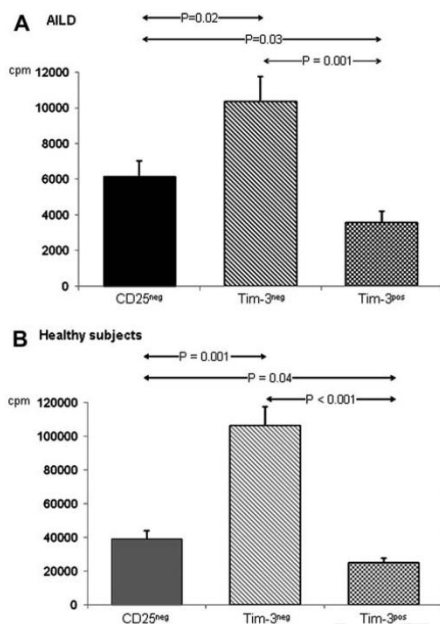 A AILD
P=0.02
P=0.03
P = 0.001
cpm
12000
10000
8000
6000
4000
2000
0
CD25neg Tim-3neg Tim-3pos
B Healthy subjects
P = 0.001
P = 0.04
P < 0.001
cpm
120000
100000
80000
60000
40000
20000
0
CD25neg Tim-3neg Tim-3pos